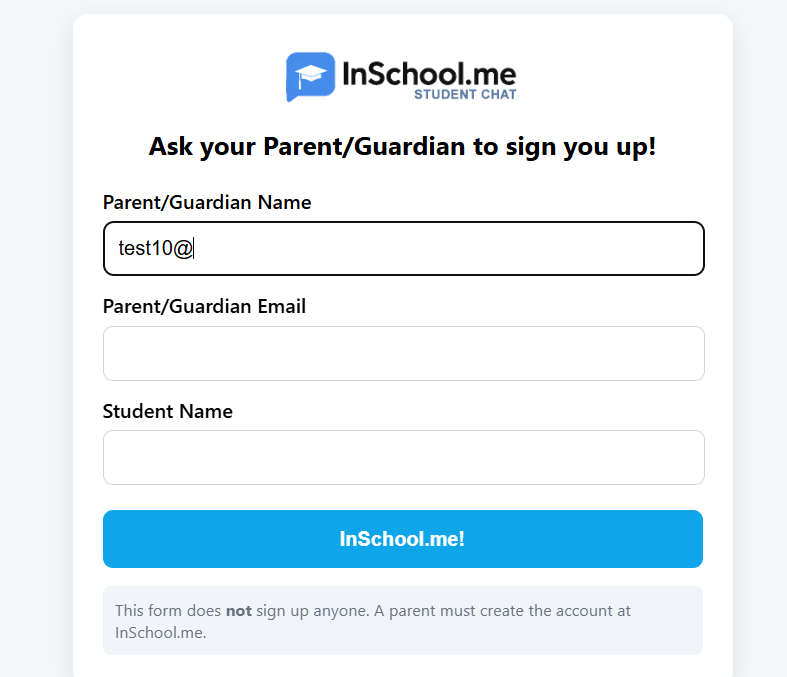 InSchool.me
STUDENT CHAT
Ask your Parent/Guardian to sign you up!
Parent/Guardian Name
test10@
Parent/Guardian Email
Student Name
InSchool.me!
This form does not sign up anyone. A parent must create the account at
InSchool.me.